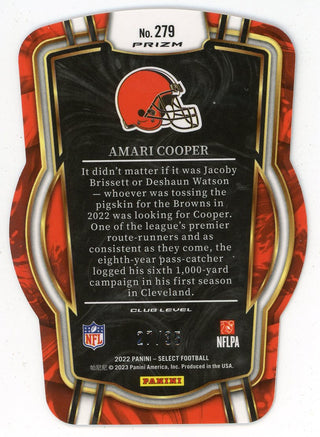 No. 279
PRIZM
AMARI COOPER
It didn't matter if it was Jacoby
Brissett or Deshaun Watson
— whoever was tossing the
pigskin for the Browns in
2022 was looking for Cooper.
One of the league's premier
route-runners and as
consistent as they come, the
eighth-year pass-catcher
logged his sixth 1,000-yard
campaign in his first season
in Cleveland.
CLUB LEVEL
NFL
NFLPA
2022 PANINI – SELECT FOOTBALL
© 2023 Panini America, Inc. Produced in the USA.
PANINI